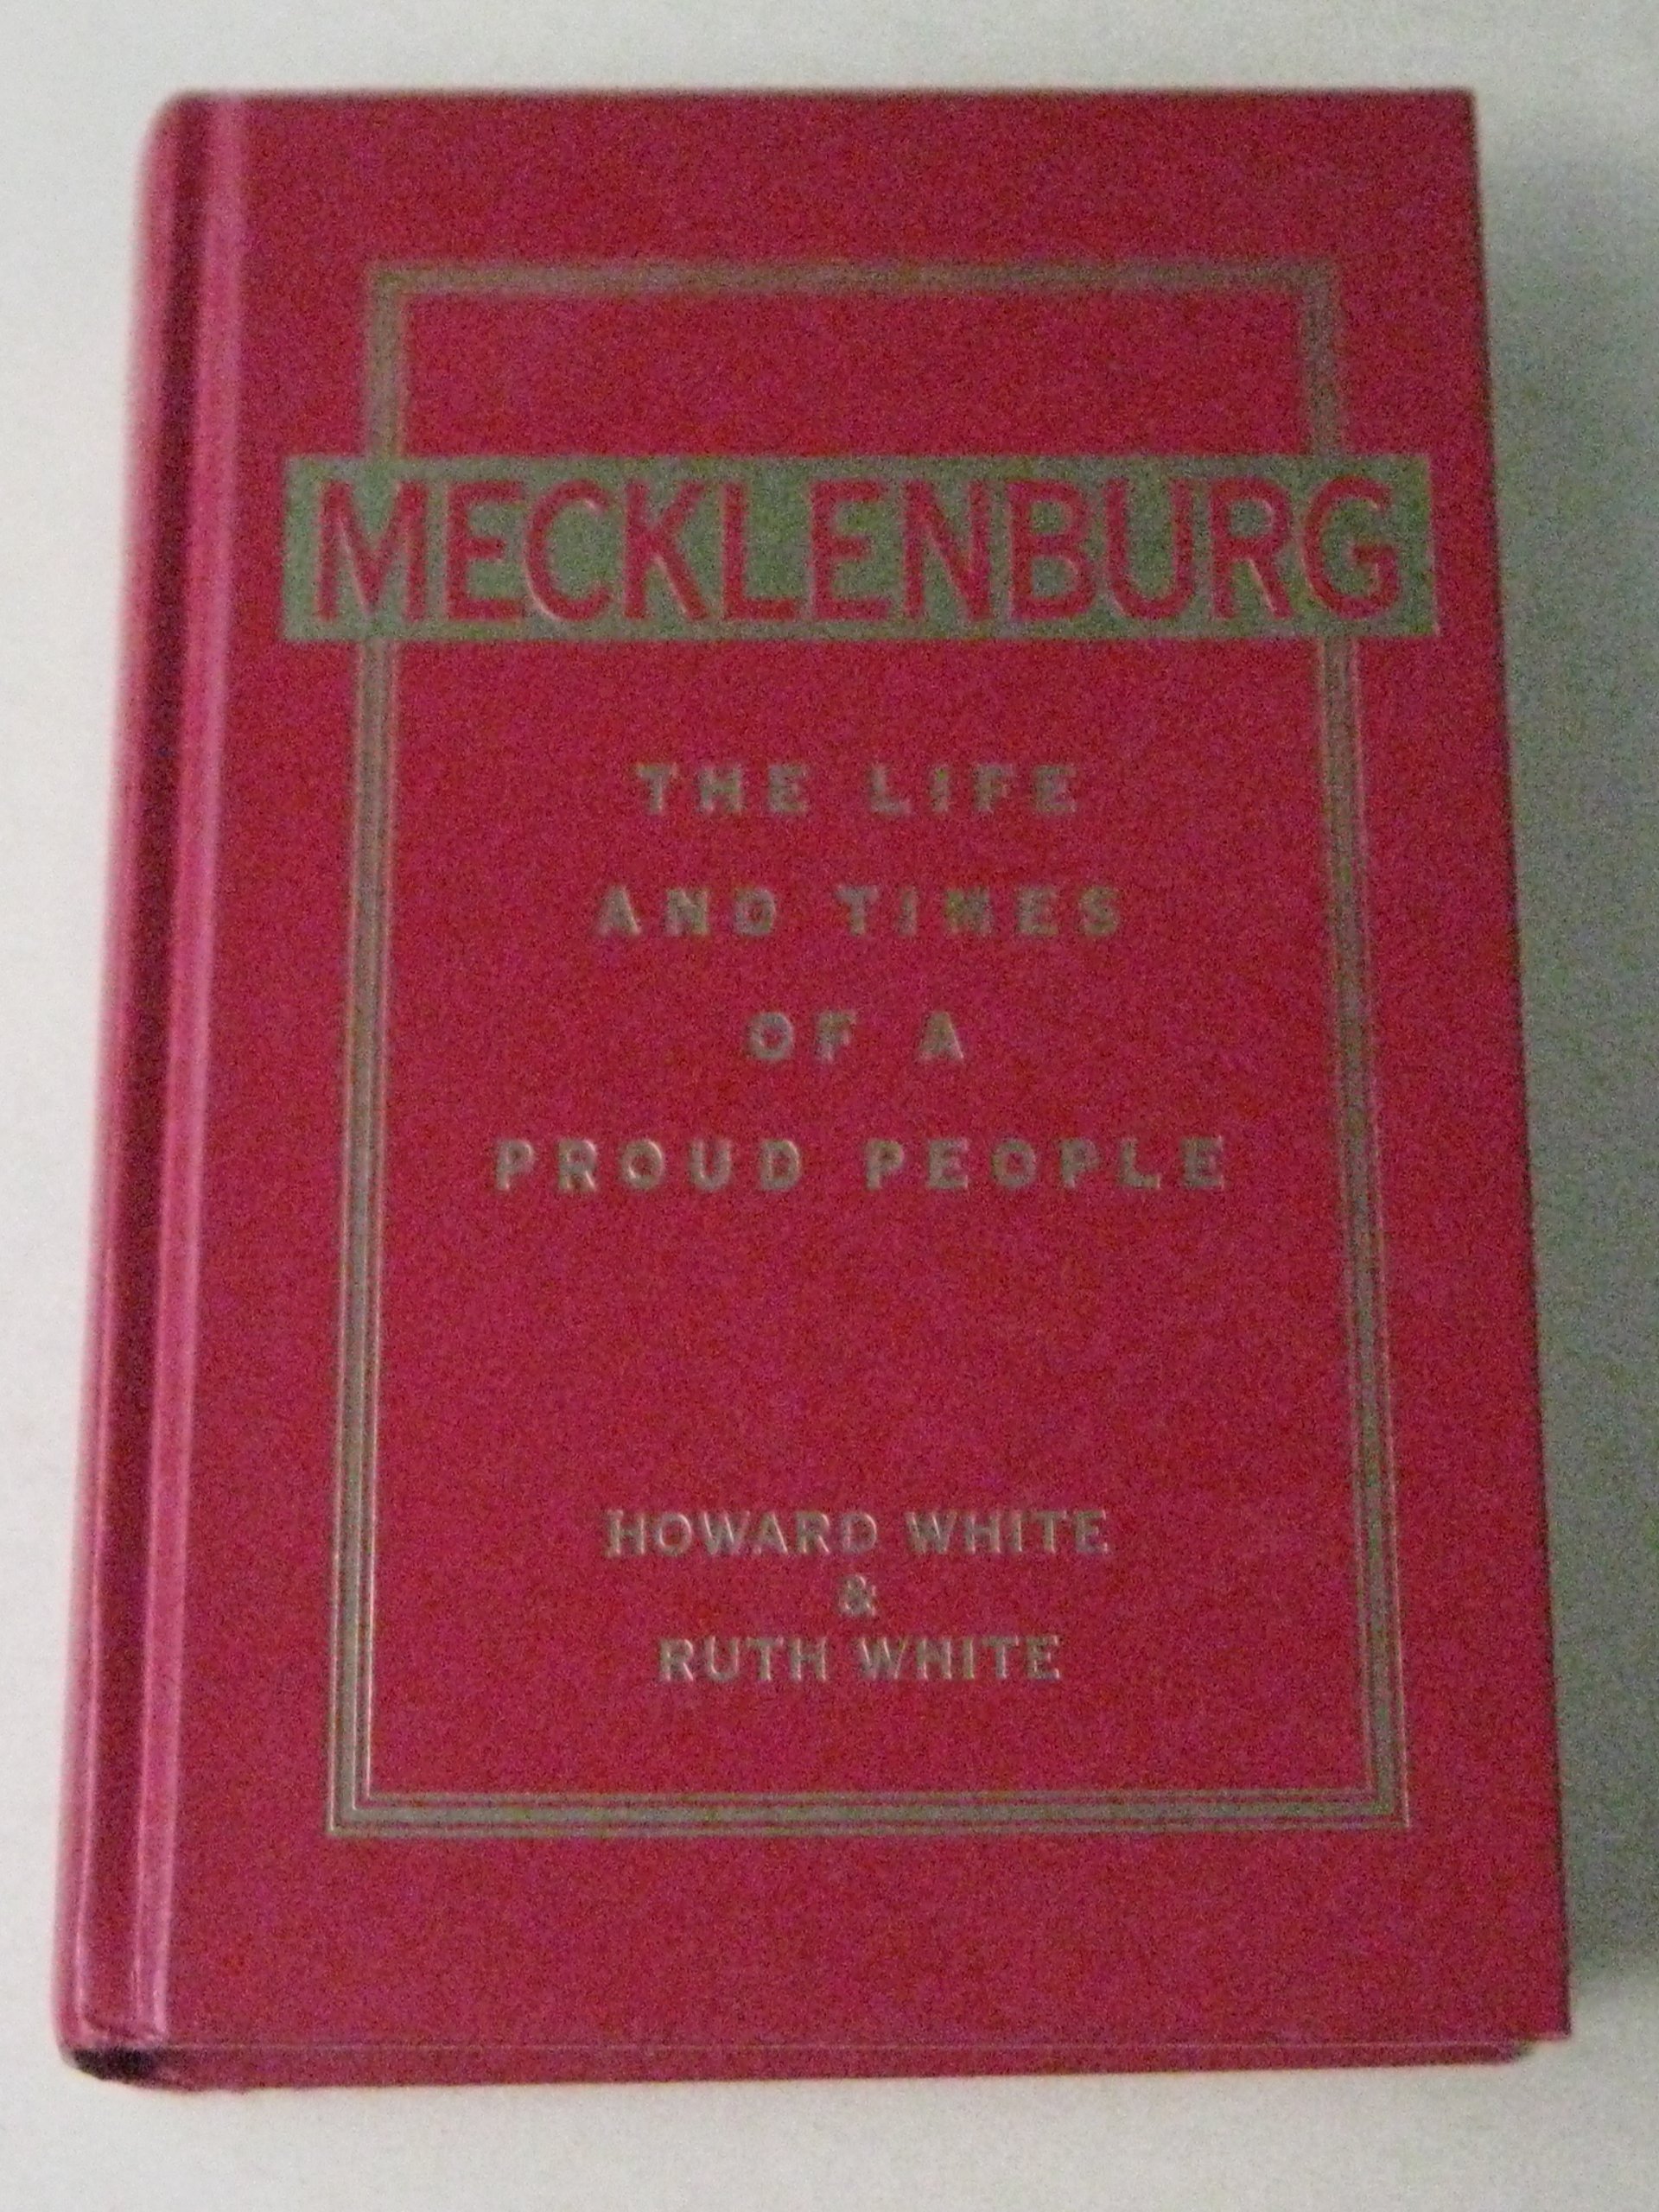 MECKLENBURG
THE LIFE
AND TIMES
OF A
PROUD PEOPLE
HOWARD WHITE
&
RUTH WHITE